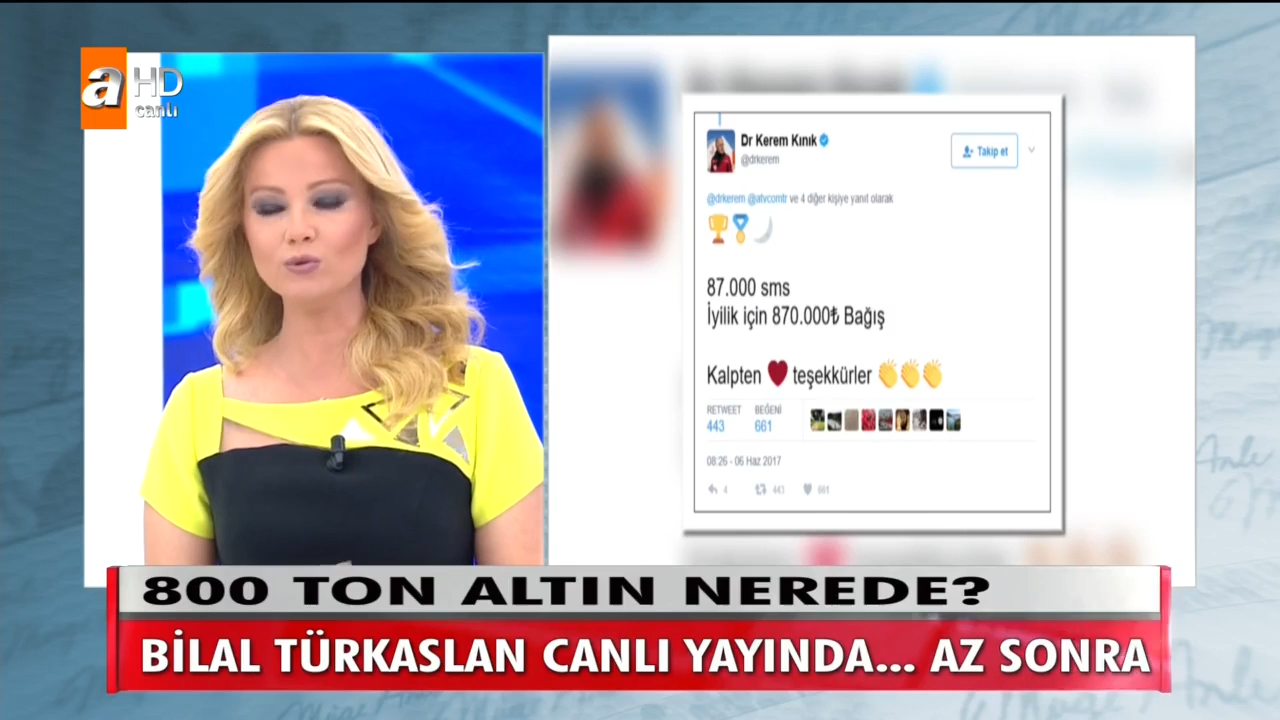 a HD
canlı
Dr Kerem Kınık
@drkerem
Takip et
@drkerem @atvcomtr ve 4 diğer kişiye yanıt olarak
87.000 sms
İyilik için 870.000₺ Bağış
Kalpten ❤ teşekkürler 👏👏👏
RETWEET BEĞENİ
443 661
08:26 - 06 Haz 2017
4 443 661
800 TON ALTIN NEREDE?
BİLAL TÜRKASLAN CANLI YAYINDA... AZ SONRA